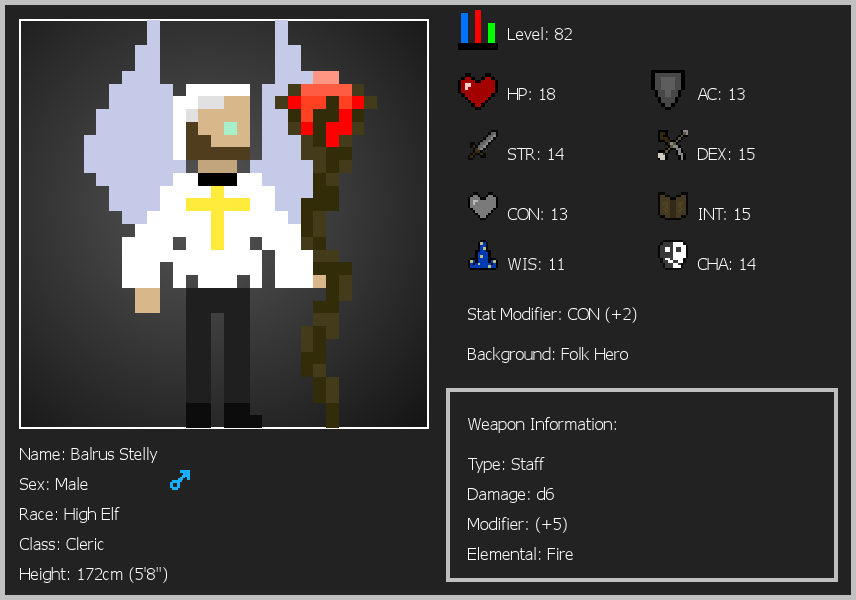 Level: 82
HP: 18
AC: 13
STR: 14
DEX: 15
CON: 13
INT: 15
WIS: 11
CHA: 14
Stat Modifier: CON (+2)
Background: Folk Hero
Weapon Information:
Type: Staff
Damage: d6
Modifier: (+5)
Elemental: Fire
Name: Balrus Stelly
Sex: Male
Race: High Elf
Class: Cleric
Height: 172cm (5'8")